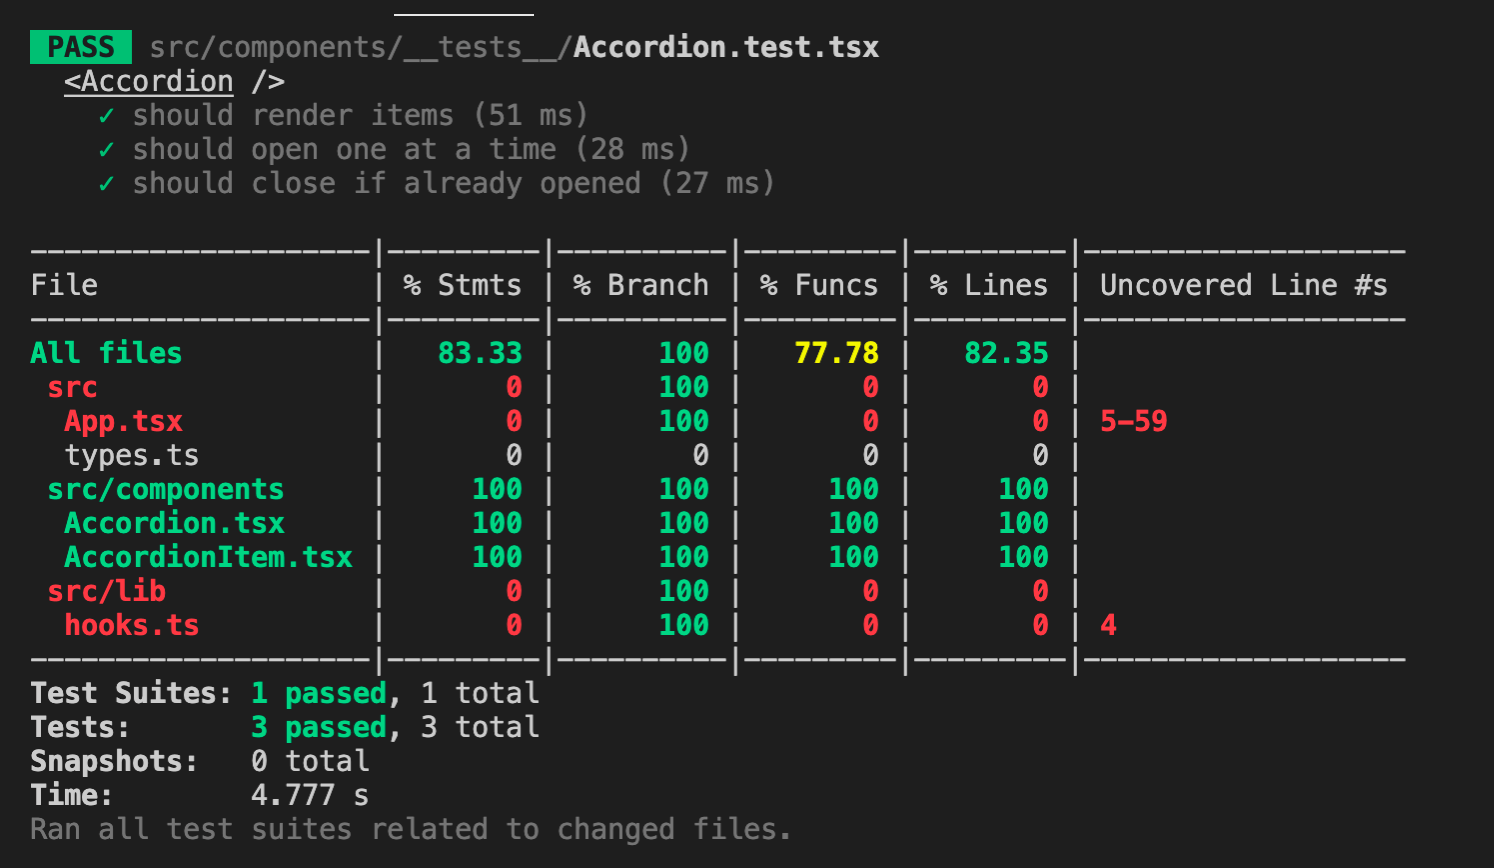 PASS src/components/__tests__/Accordion.test.tsx
<Accordion />
✓ should render items (51 ms)
✓ should open one at a time (28 ms)
✓ should close if already opened (27 ms)
--------------------|---------|----------|---------|---------|-------------------
File                | % Stmts | % Branch | % Funcs | % Lines | Uncovered Line #s
--------------------|---------|----------|---------|---------|-------------------
All files           |   83.33 |      100 |   77.78 |   82.35 |
 src                |       0 |      100 |       0 |       0 |
  App.tsx           |       0 |      100 |       0 |       0 | 5-59
  types.ts          |       0 |        0 |       0 |       0 |
 src/components     |     100 |      100 |     100 |     100 |
  Accordion.tsx     |     100 |      100 |     100 |     100 |
  AccordionItem.tsx |     100 |      100 |     100 |     100 |
 src/lib            |       0 |      100 |       0 |       0 |
  hooks.ts          |       0 |      100 |       0 |       0 | 4
--------------------|---------|----------|---------|---------|-------------------
Test Suites: 1 passed, 1 total
Tests:       3 passed, 3 total
Snapshots:   0 total
Time:        4.777 s
Ran all test suites related to changed files.